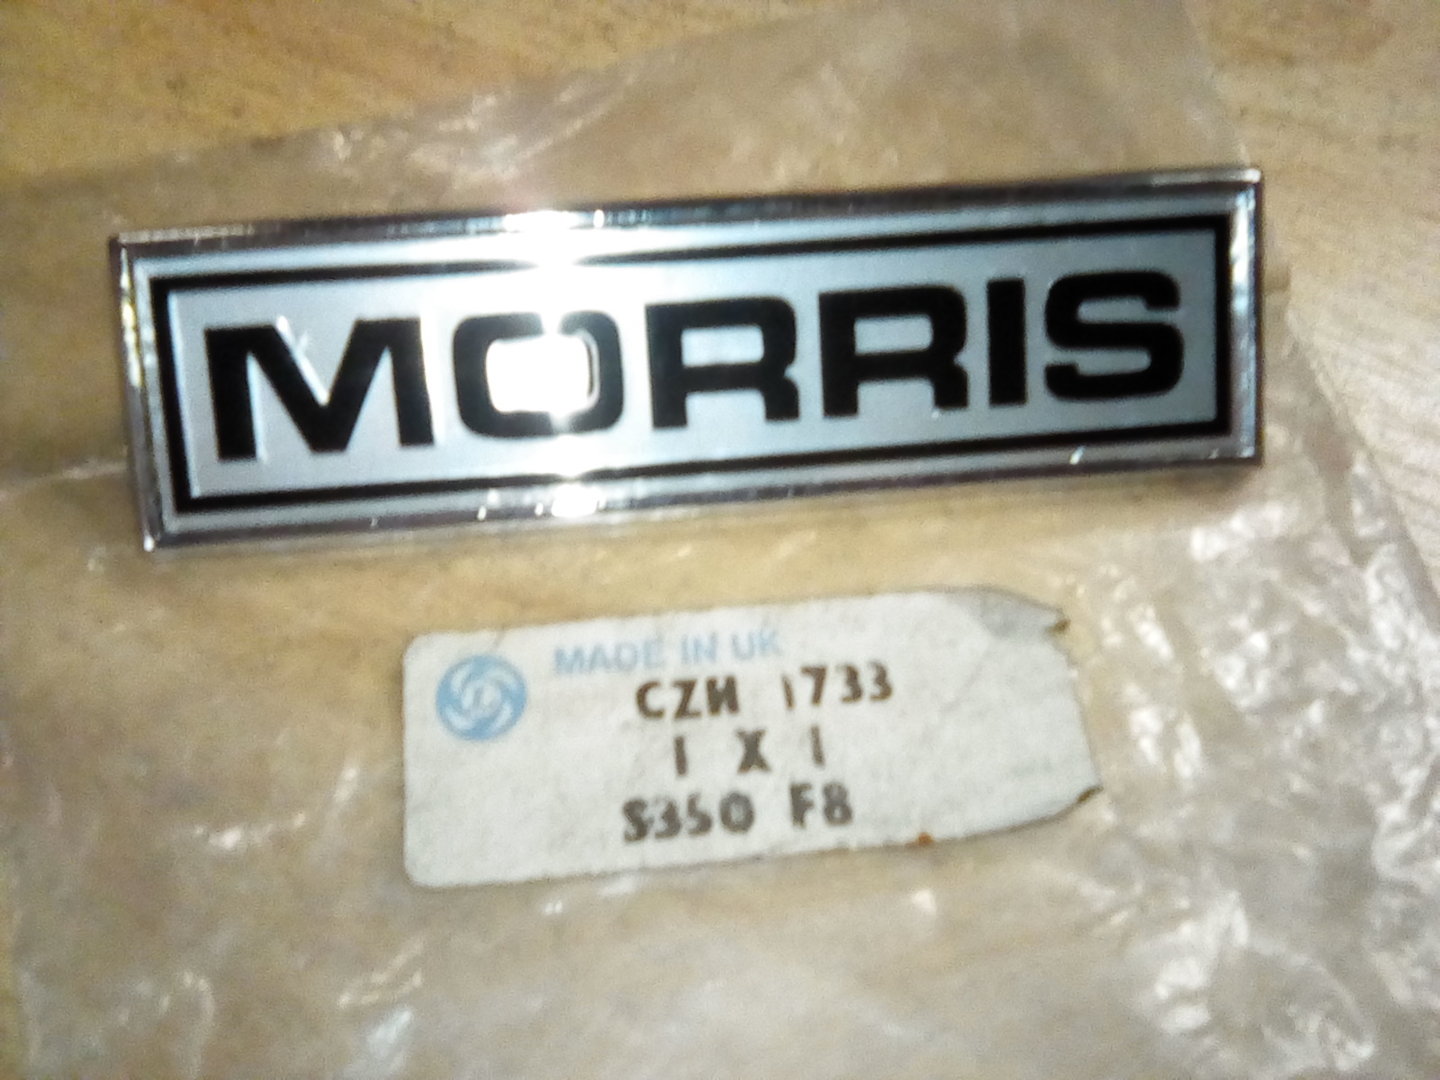 MORRIS
MADE IN UK
CZH 1733
1 X 1
S350 F8